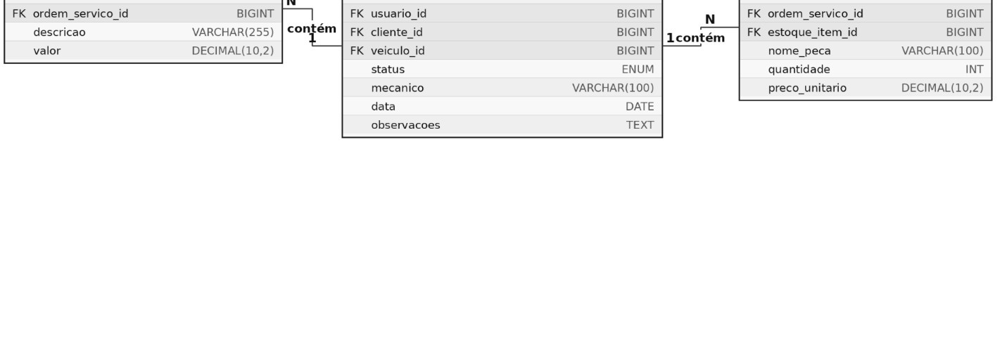 FK ordem_servico_id BIGINT
descricao VARCHAR(255)
valor DECIMAL(10,2)
N
contém
1
FK usuario_id BIGINT
FK cliente_id BIGINT
FK veiculo_id BIGINT
status ENUM
mecanico VARCHAR(100)
data DATE
observacoes TEXT
N
1 contém
FK ordem_servico_id BIGINT
FK estoque_item_id BIGINT
nome_peca VARCHAR(100)
quantidade INT
preco_unitario DECIMAL(10,2)